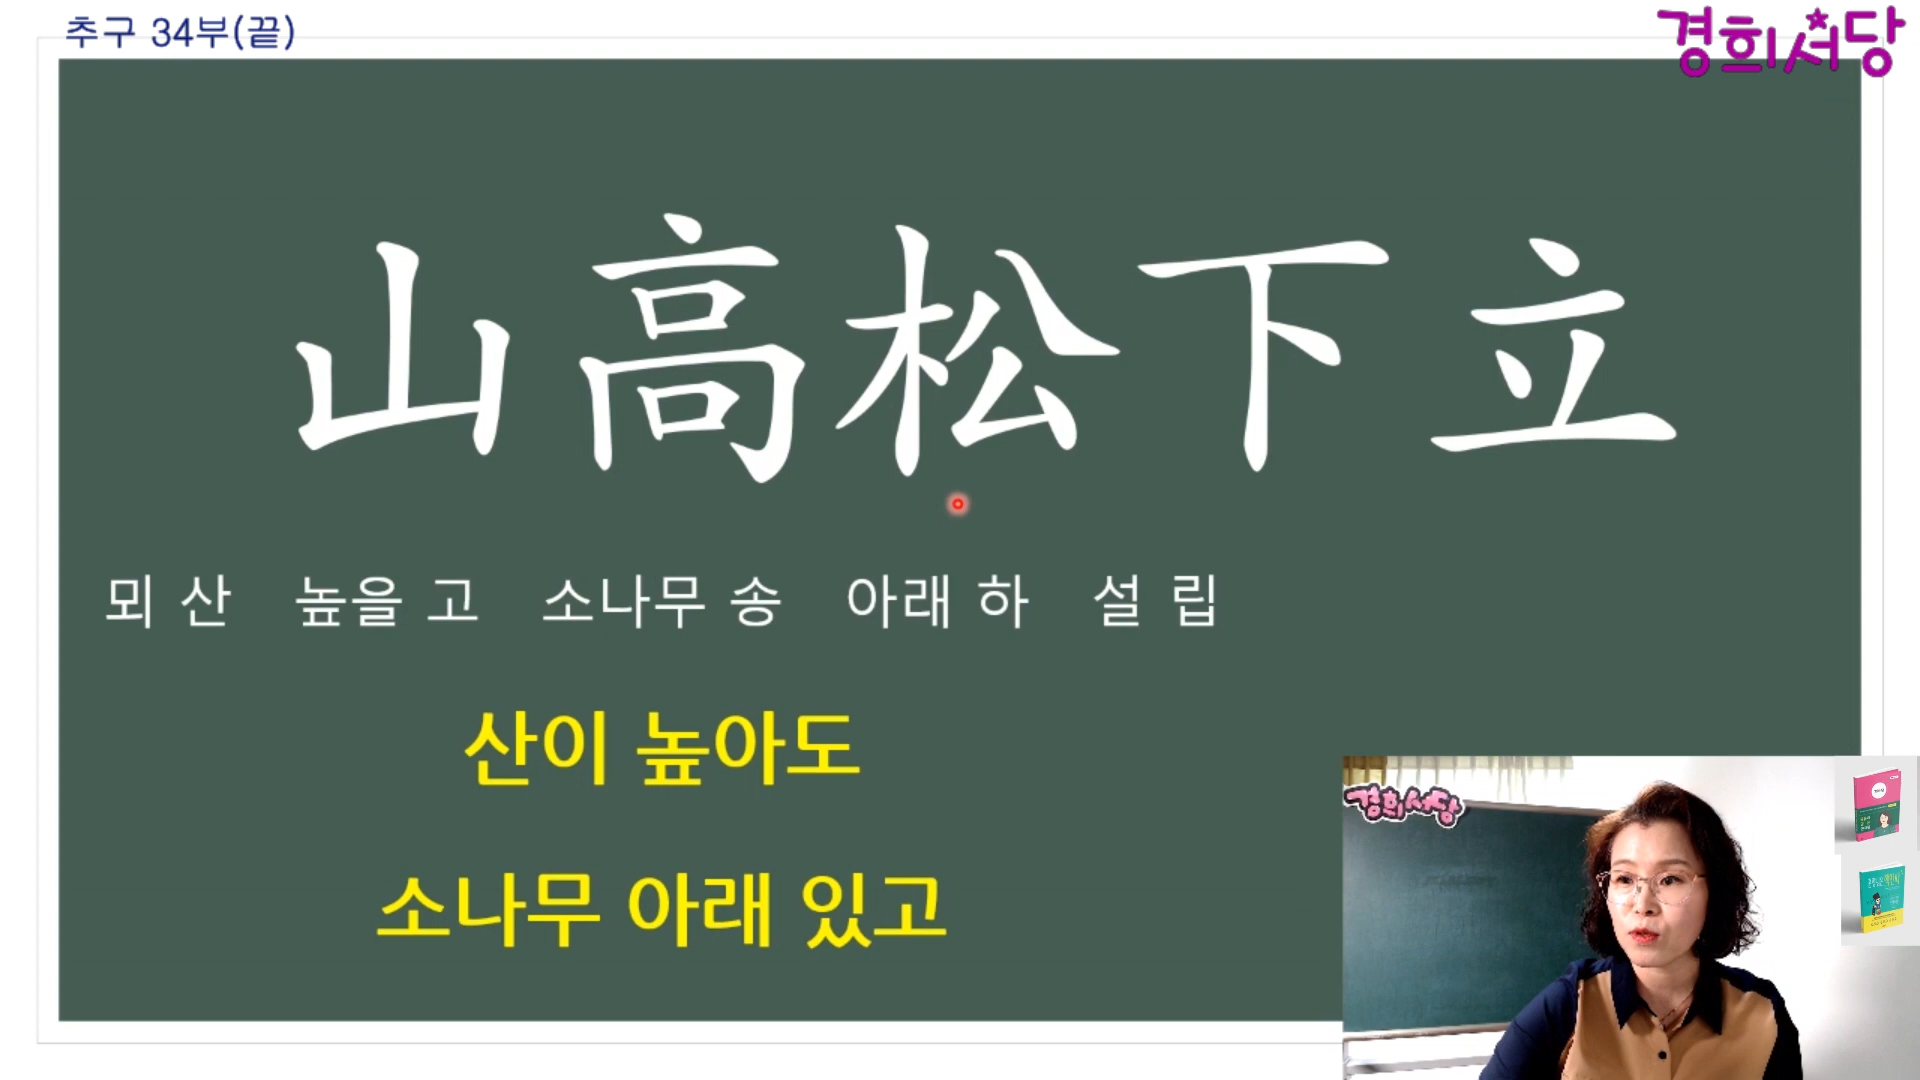 추구 34부(끝)
경희서당
山高松下立
뫼 산 높을 고 소나무 송 아래 하 설 립
산이 높아도
소나무 아래 있고
경희서당